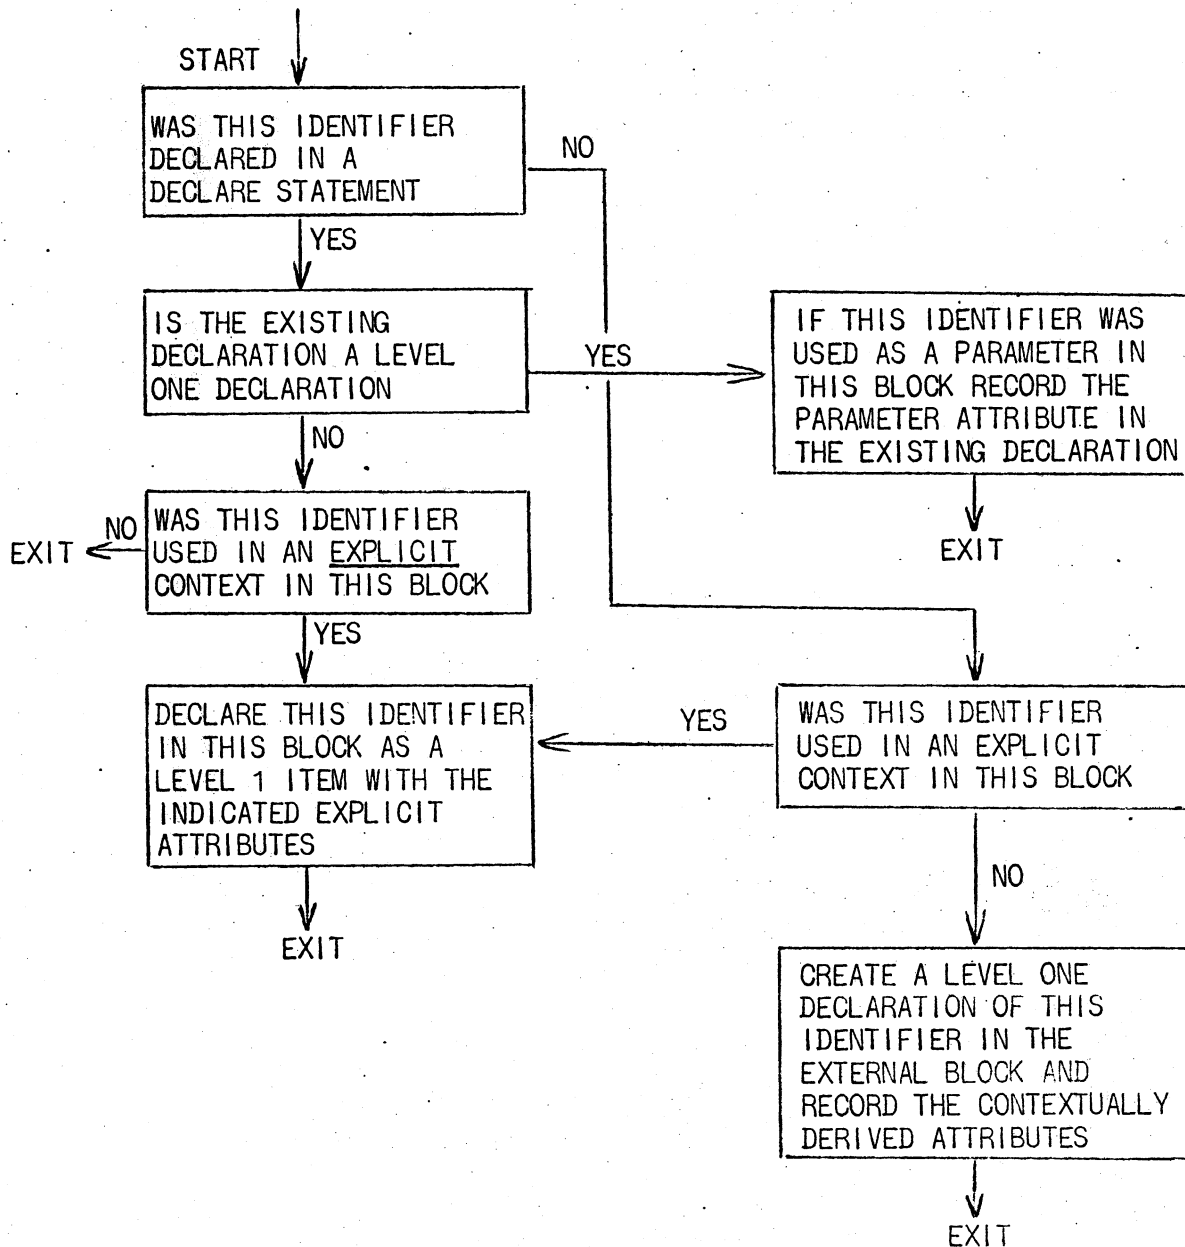 START
WAS THIS IDENTIFIER
DECLARED IN A
DECLARE STATEMENT
NO
YES
IS THE EXISTING
DECLARATION A LEVEL
ONE DECLARATION
YES
IF THIS IDENTIFIER WAS
USED AS A PARAMETER IN
THIS BLOCK RECORD THE
PARAMETER ATTRIBUTE IN
THE EXISTING DECLARATION
EXIT
NO
WAS THIS IDENTIFIER
USED IN AN EXPLICIT
CONTEXT IN THIS BLOCK
NO
EXIT
YES
DECLARE THIS IDENTIFIER
IN THIS BLOCK AS A
LEVEL 1 ITEM WITH THE
INDICATED EXPLICIT
ATTRIBUTES
EXIT
YES
WAS THIS IDENTIFIER
USED IN AN EXPLICIT
CONTEXT IN THIS BLOCK
NO
CREATE A LEVEL ONE
DECLARATION OF THIS
IDENTIFIER IN THE
EXTERNAL BLOCK AND
RECORD THE CONTEXTUALLY
DERIVED ATTRIBUTES
EXIT